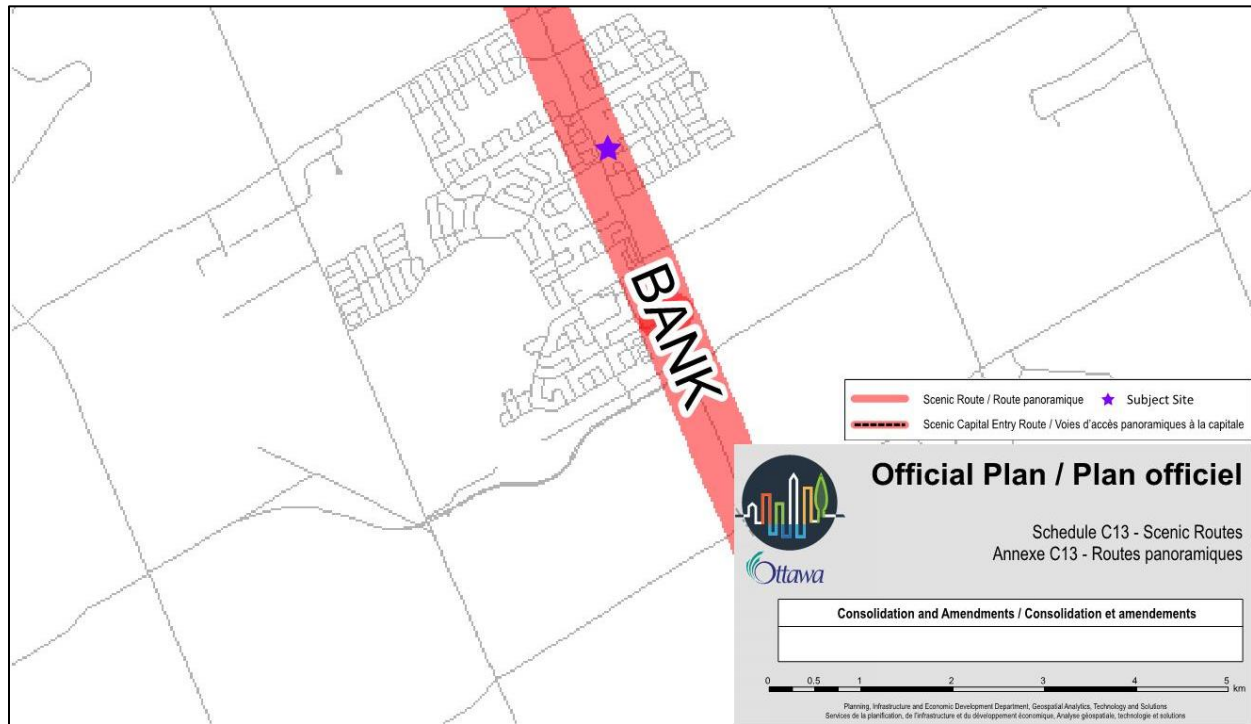 BANK
Scenic Route / Route panoramique
Subject Site
Scenic Capital Entry Route / Voies d'accès panoramiques à la capitale
Official Plan / Plan officiel
Schedule C13 - Scenic Routes
Annexe C13 - Routes panoramiques
Ottawa
Consolidation and Amendments / Consolidation et amendements
0 0.5 1 2 3 4 5
km
Planning, Infrastructure and Economic Development Department, Geospatial Analytics, Technology and Solutions
Services de la planification, de l'infrastructure et du développement économique, Analyse géospatiale, technologie et solutions